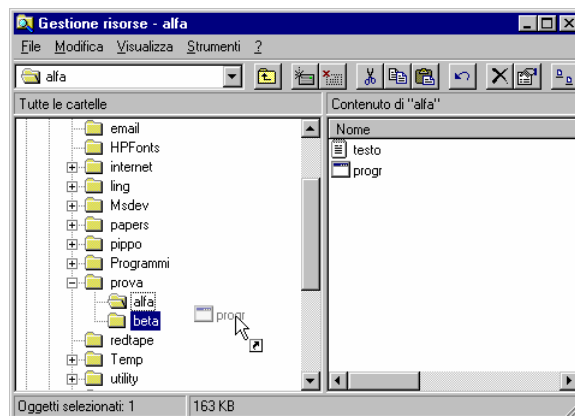 Gestione risorse - alfa
File Modifica Visualizza Strumenti ?
alfa
Tutte le cartelle
Contenuto di "alfa"
email
HPFonts
internet
ling
Msdev
papers
pippo
Programmi
prova
alfa
beta
redtape
Temp
utility
Nome
testo
progr
progr
Oggetti selezionati: 1
163 KB